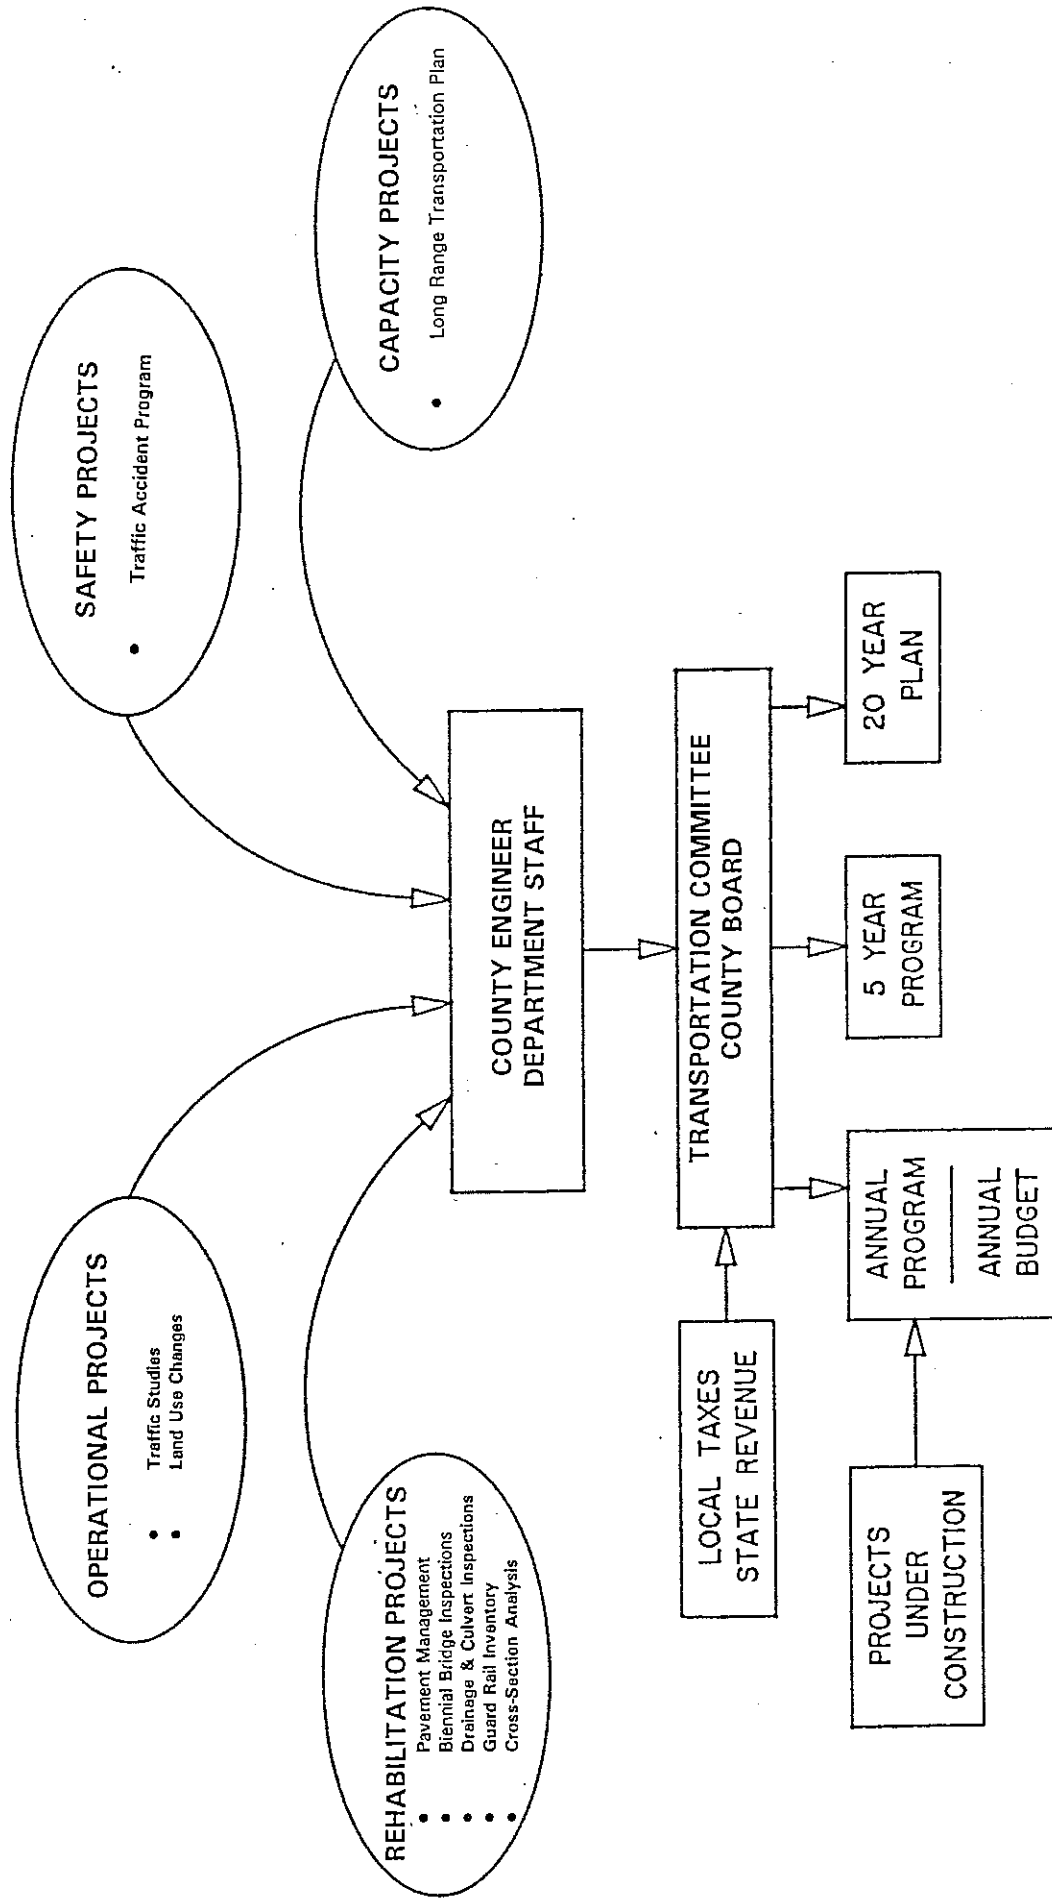 OPERATIONAL PROJECTS
• Traffic Studies
• Land Use Changes
SAFETY PROJECTS
• Traffic Accident Program
REHABILITATION PROJECTS
• Pavement Management
• Biennial Bridge Inspections
• Drainage & Culvert Inspections
• Guard Rail Inventory
• Cross-Section Analysis
CAPACITY PROJECTS
• Long Range Transportation Plan
COUNTY ENGINEER
DEPARTMENT STAFF
LOCAL TAXES
STATE REVENUE
TRANSPORTATION COMMITTEE
COUNTY BOARD
PROJECTS
UNDER
CONSTRUCTION
ANNUAL
PROGRAM
ANNUAL
BUDGET
5 YEAR
PROGRAM
20 YEAR
PLAN